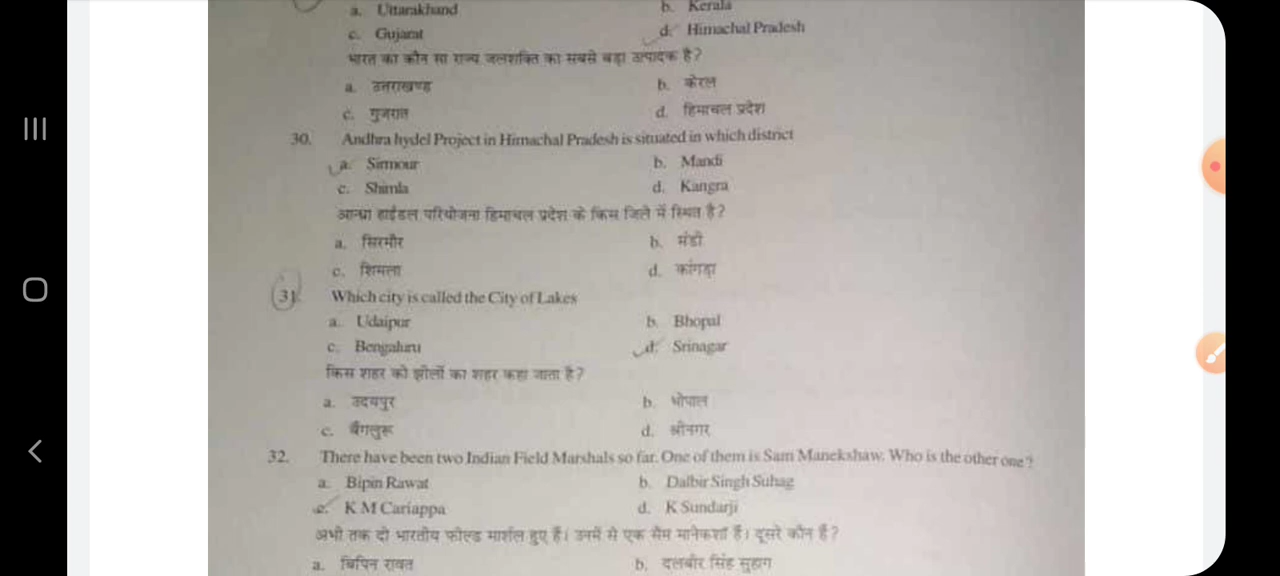 a. Uttarakhand b. Kerala
c. Gujarat d. Himachal Pradesh
भारत का कौन सा राज्य जलशक्ति का सबसे बड़ा उत्पादक है?
a. उत्तराखण्ड b. केरल
c. गुजरात d. हिमाचल प्रदेश
30. Andhra hydel Project in Himachal Pradesh is situated in which district
a. Sirmour b. Mandi
c. Shimla d. Kangra
आन्ध्रा हाईडल परियोजना हिमाचल प्रदेश के किस जिले में स्थित है?
a. सिरमौर b. मंडी
c. शिमला d. कांगड़ा
31. Which city is called the City of Lakes
a. Udaipur b. Bhopal
c. Bengaluru d. Srinagar
किस शहर को झीलों का शहर कहा जाता है?
a. उदयपुर b. भोपाल
c. बैंगलुरू d. श्रीनगर
32. There have been two Indian Field Marshals so far. One of them is Sam Manekshaw. Who is the other one?
a. Bipin Rawat b. Dalbir Singh Suhag
c. K M Cariappa d. K Sundarji
अभी तक दो भारतीय फील्ड मार्शल हुए हैं। उनमें से एक सैम मानेकशॉ हैं। दूसरे कौन हैं?
a. बिपिन रावत b. दलबीर सिंह सुहाग